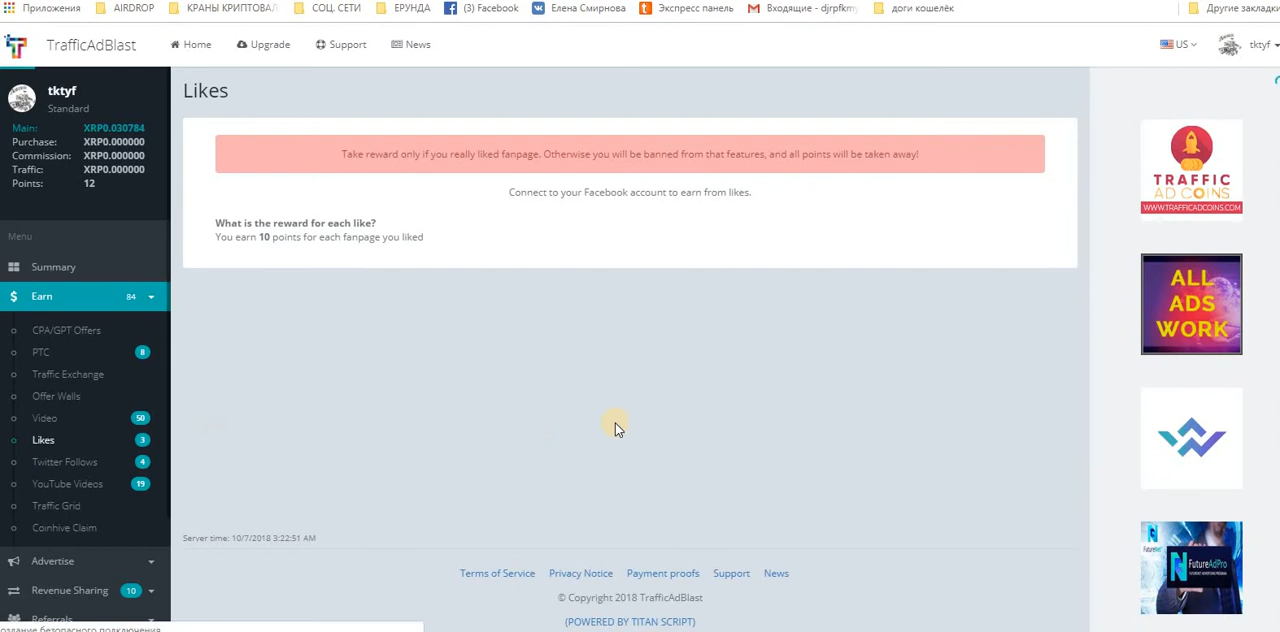 Приложения AIRDROP КРАНЫ КРИПТОВАЛ СОЦ. СЕТИ ЕРУНДА (3) Facebook Елена Смирнова Экспресс панель Входящие - djrpfkmy доги кошелёк Другие закладки
TrafficAdBlast Home Upgrade Support News US tktyf
tktyf
Standard
Main: XRP0.030784
Purchase: XRP0.000000
Commission: XRP0.000000
Traffic: XRP0.000000
Points: 12
Menu
Summary
Earn 84
CPA/GPT Offers
PTC 8
Traffic Exchange
Offer Walls
Video 50
Likes 3
Twitter Follows 4
YouTube Videos 19
Traffic Grid
Coinhive Claim
Advertise
Revenue Sharing 10
Referrals
оздание безопасного подключения
Likes
Take reward only if you really liked fanpage. Otherwise you will be banned from that features, and all points will be taken away!
Connect to your Facebook account to earn from likes.
What is the reward for each like?
You earn 10 points for each fanpage you liked
Server time: 10/7/2018 3:22:51 AM
Terms of Service Privacy Notice Payment proofs Support News
© Copyright 2018 TrafficAdBlast
(POWERED BY TITAN SCRIPT)
TRAFFIC
AD COINS
WWW.TRAFFICADCOINS.COM
ALL
ADS
WORK
FutureAdPro